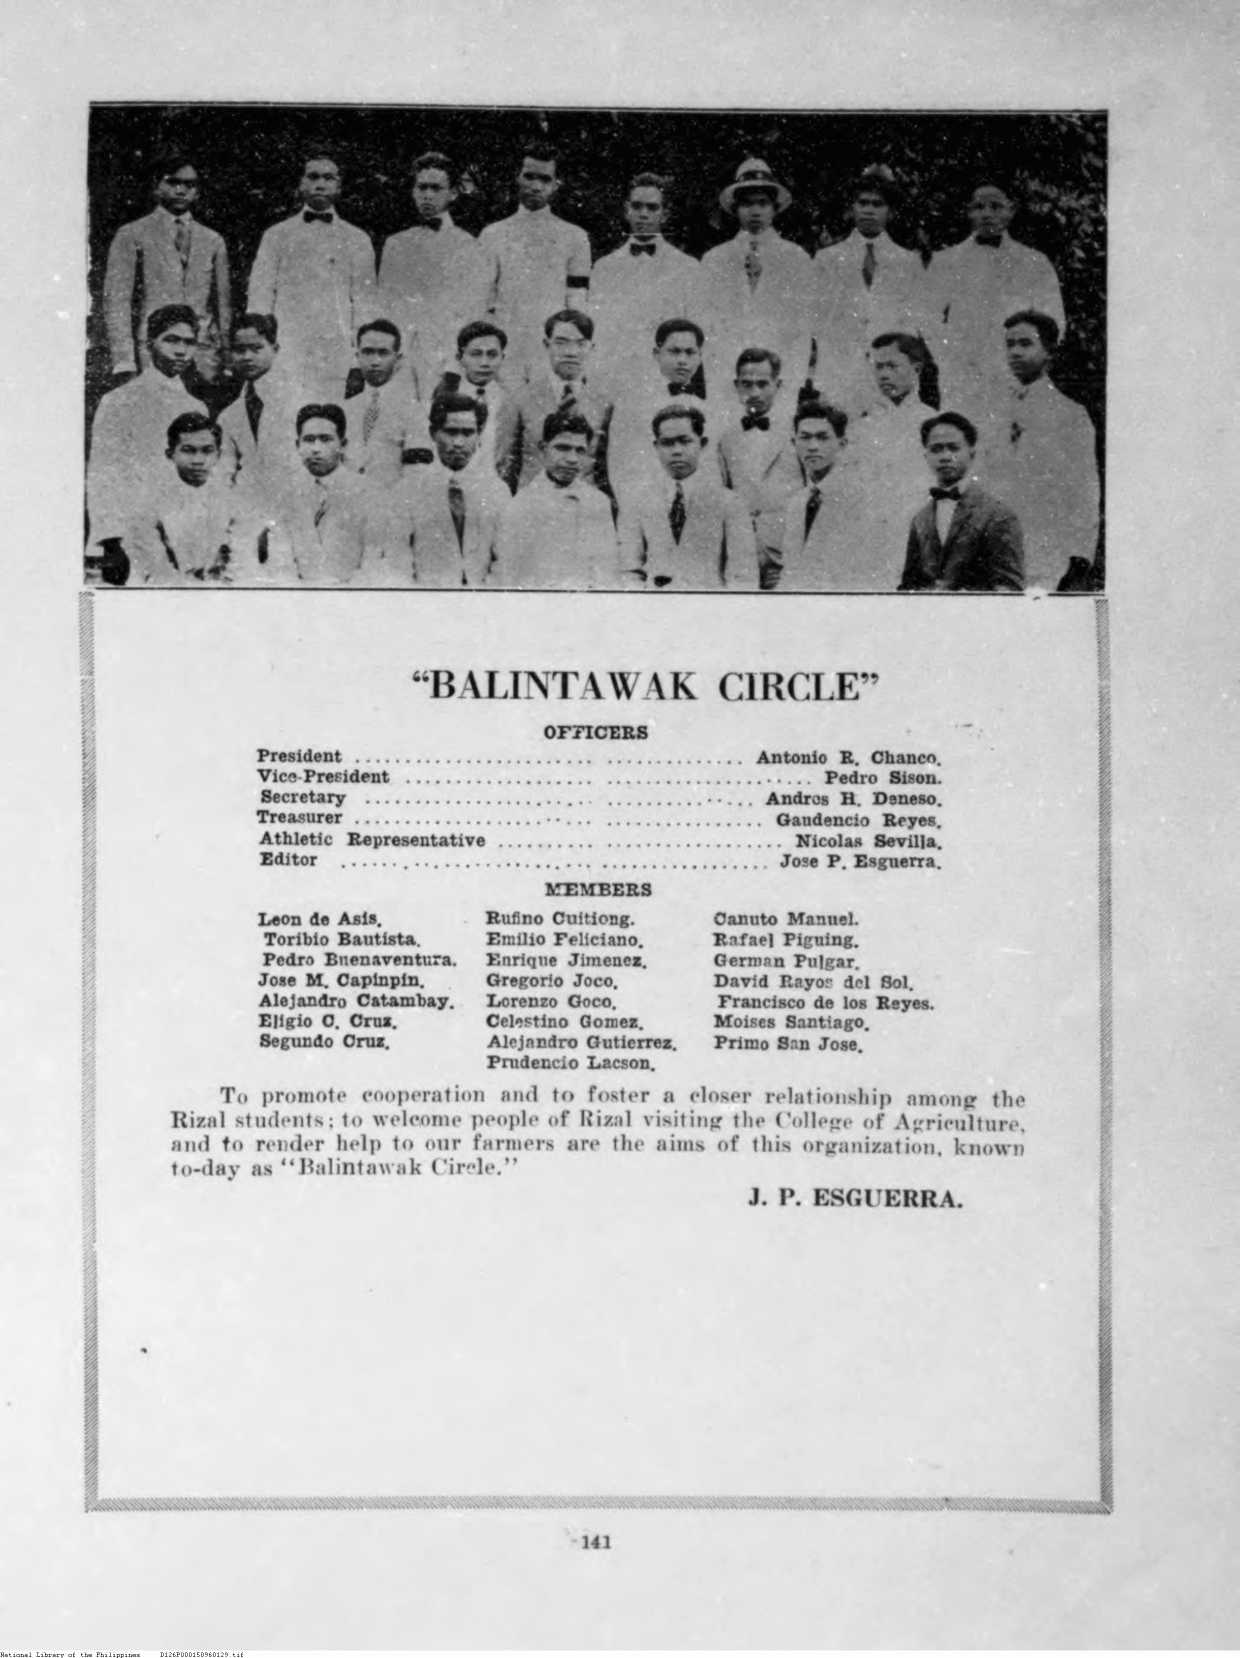 “BALINTAWAK CIRCLE”
OFFICERS
President ........................ .............. Antonio R. Chanco.
Vice-President ................... ..................... Pedro Sison.
Secretary ....................... ............... Andros H. Deneso.
Treasurer ........................ ................ Gaudencio Reyes.
Athletic Representative .......... .................. Nicolas Sevilla.
Editor ......................... ................. Jose P. Esguerra.
MEMBERS
Leon de Asis.
Toribio Bautista.
Pedro Buenaventura.
Jose M. Capinpin.
Alejandro Catambay.
Eligio C. Cruz.
Segundo Cruz.
Rufino Cuitiong.
Emilio Feliciano.
Enrique Jimenez.
Gregorio Joco.
Lorenzo Goco.
Celestino Gomez.
Alejandro Gutierrez.
Prudencio Lacson.
Canuto Manuel.
Rafael Piguing.
German Pulgar.
David Rayos del Sol.
Francisco de los Reyes.
Moises Santiago.
Primo San Jose.
To promote cooperation and to foster a closer relationship among the
Rizal students; to welcome people of Rizal visiting the College of Agriculture,
and to render help to our farmers are the aims of this organization, known
to-day as “Balintawak Circle.”
J. P. ESGUERRA.
141
National Library of the Philippines D126P000150960129.tif